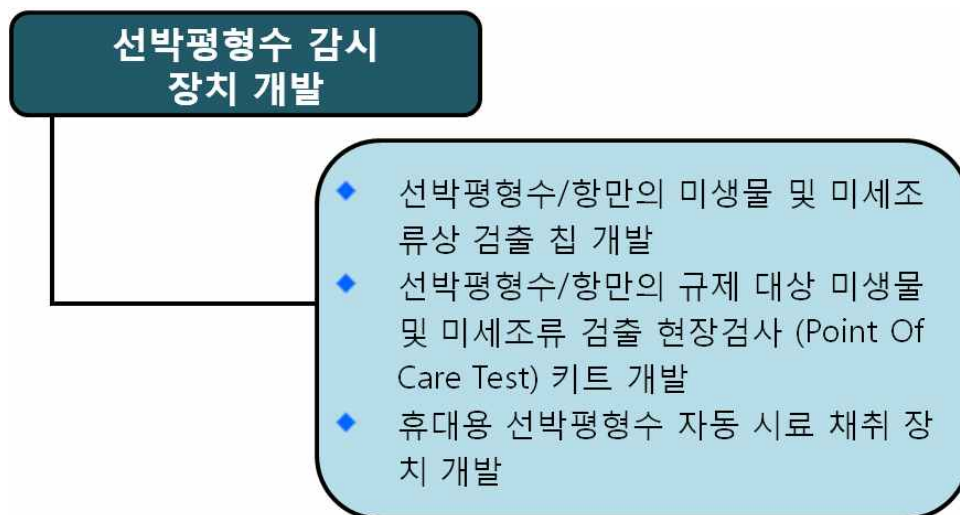 선박평형수 감시
장치 개발
◆ 선박평형수/항만의 미생물 및 미세조
류상 검출 칩 개발
◆ 선박평형수/항만의 규제 대상 미생물
및 미세조류 검출 현장검사 (Point Of
Care Test) 키트 개발
◆ 휴대용 선박평형수 자동 시료 채취 장
치 개발